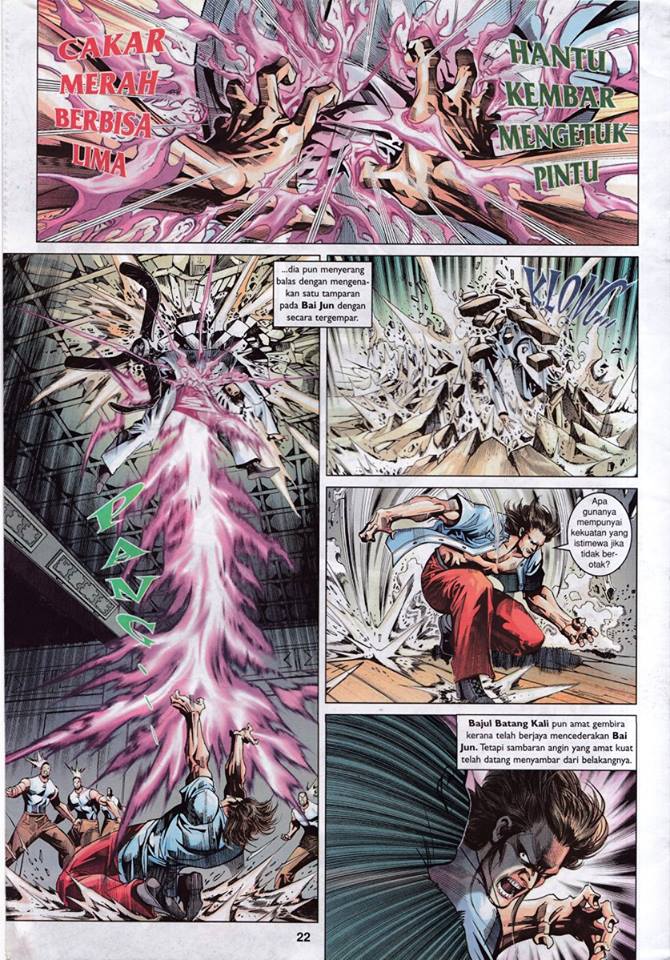 CAKAR
MERAH
BERBISA
LIMA
HANTU
KEMBAR
MENGETUK
PINTU
...dia pun menyerang
balas dengan mengena-
kan satu tamparan
pada Bai Jun dengan
secara tergempar.
PANG---!!
KLONG...
Apa
gunanya
mempunyai
kekuatan yang
istimewa jika
tidak ber-
otak?
Bajul Batang Kali pun amat gembira
kerana telah berjaya mencederakan Bai
Jun. Tetapi sambaran angin yang amat kuat
telah datang menyambar dari belakangnya.
22